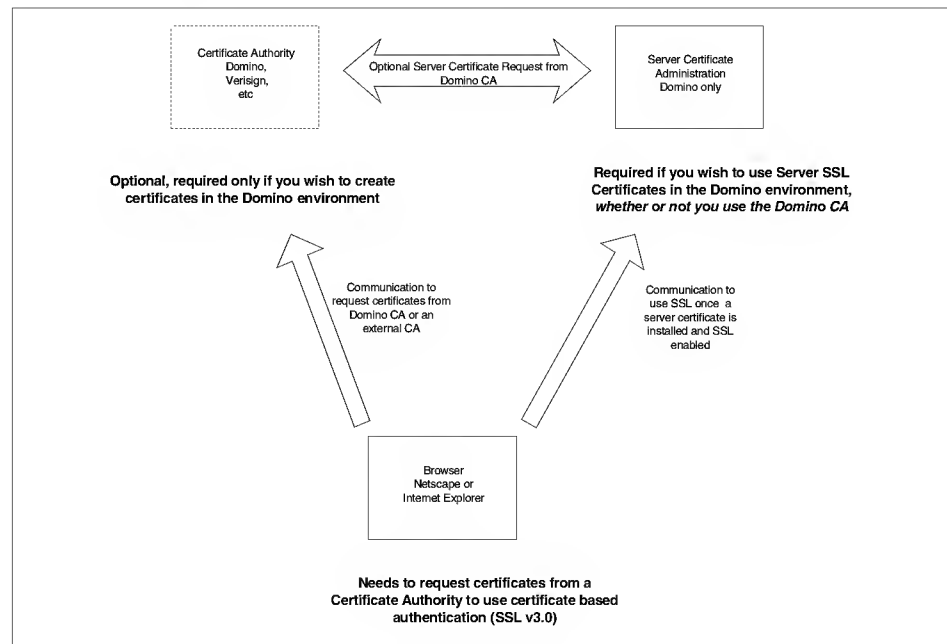 Certificate Authority
Domino,
Verisign,
etc
Optional Server Certificate Request from
Domino CA
Server Certificate
Administration
Domino only
Optional, required only if you wish to create
certificates in the Domino environment
Required if you wish to use Server SSL
Certificates in the Domino environment,
whether or not you use the Domino CA
Communication to
request certificates from
Domino CA or an
external CA
Communication to
use SSL once a
server certificate is
installed and SSL
enabled
Browser
Netscape or
Internet Explorer
Needs to request certificates from a
Certificate Authority to use certificate based
authentication (SSL v3.0)